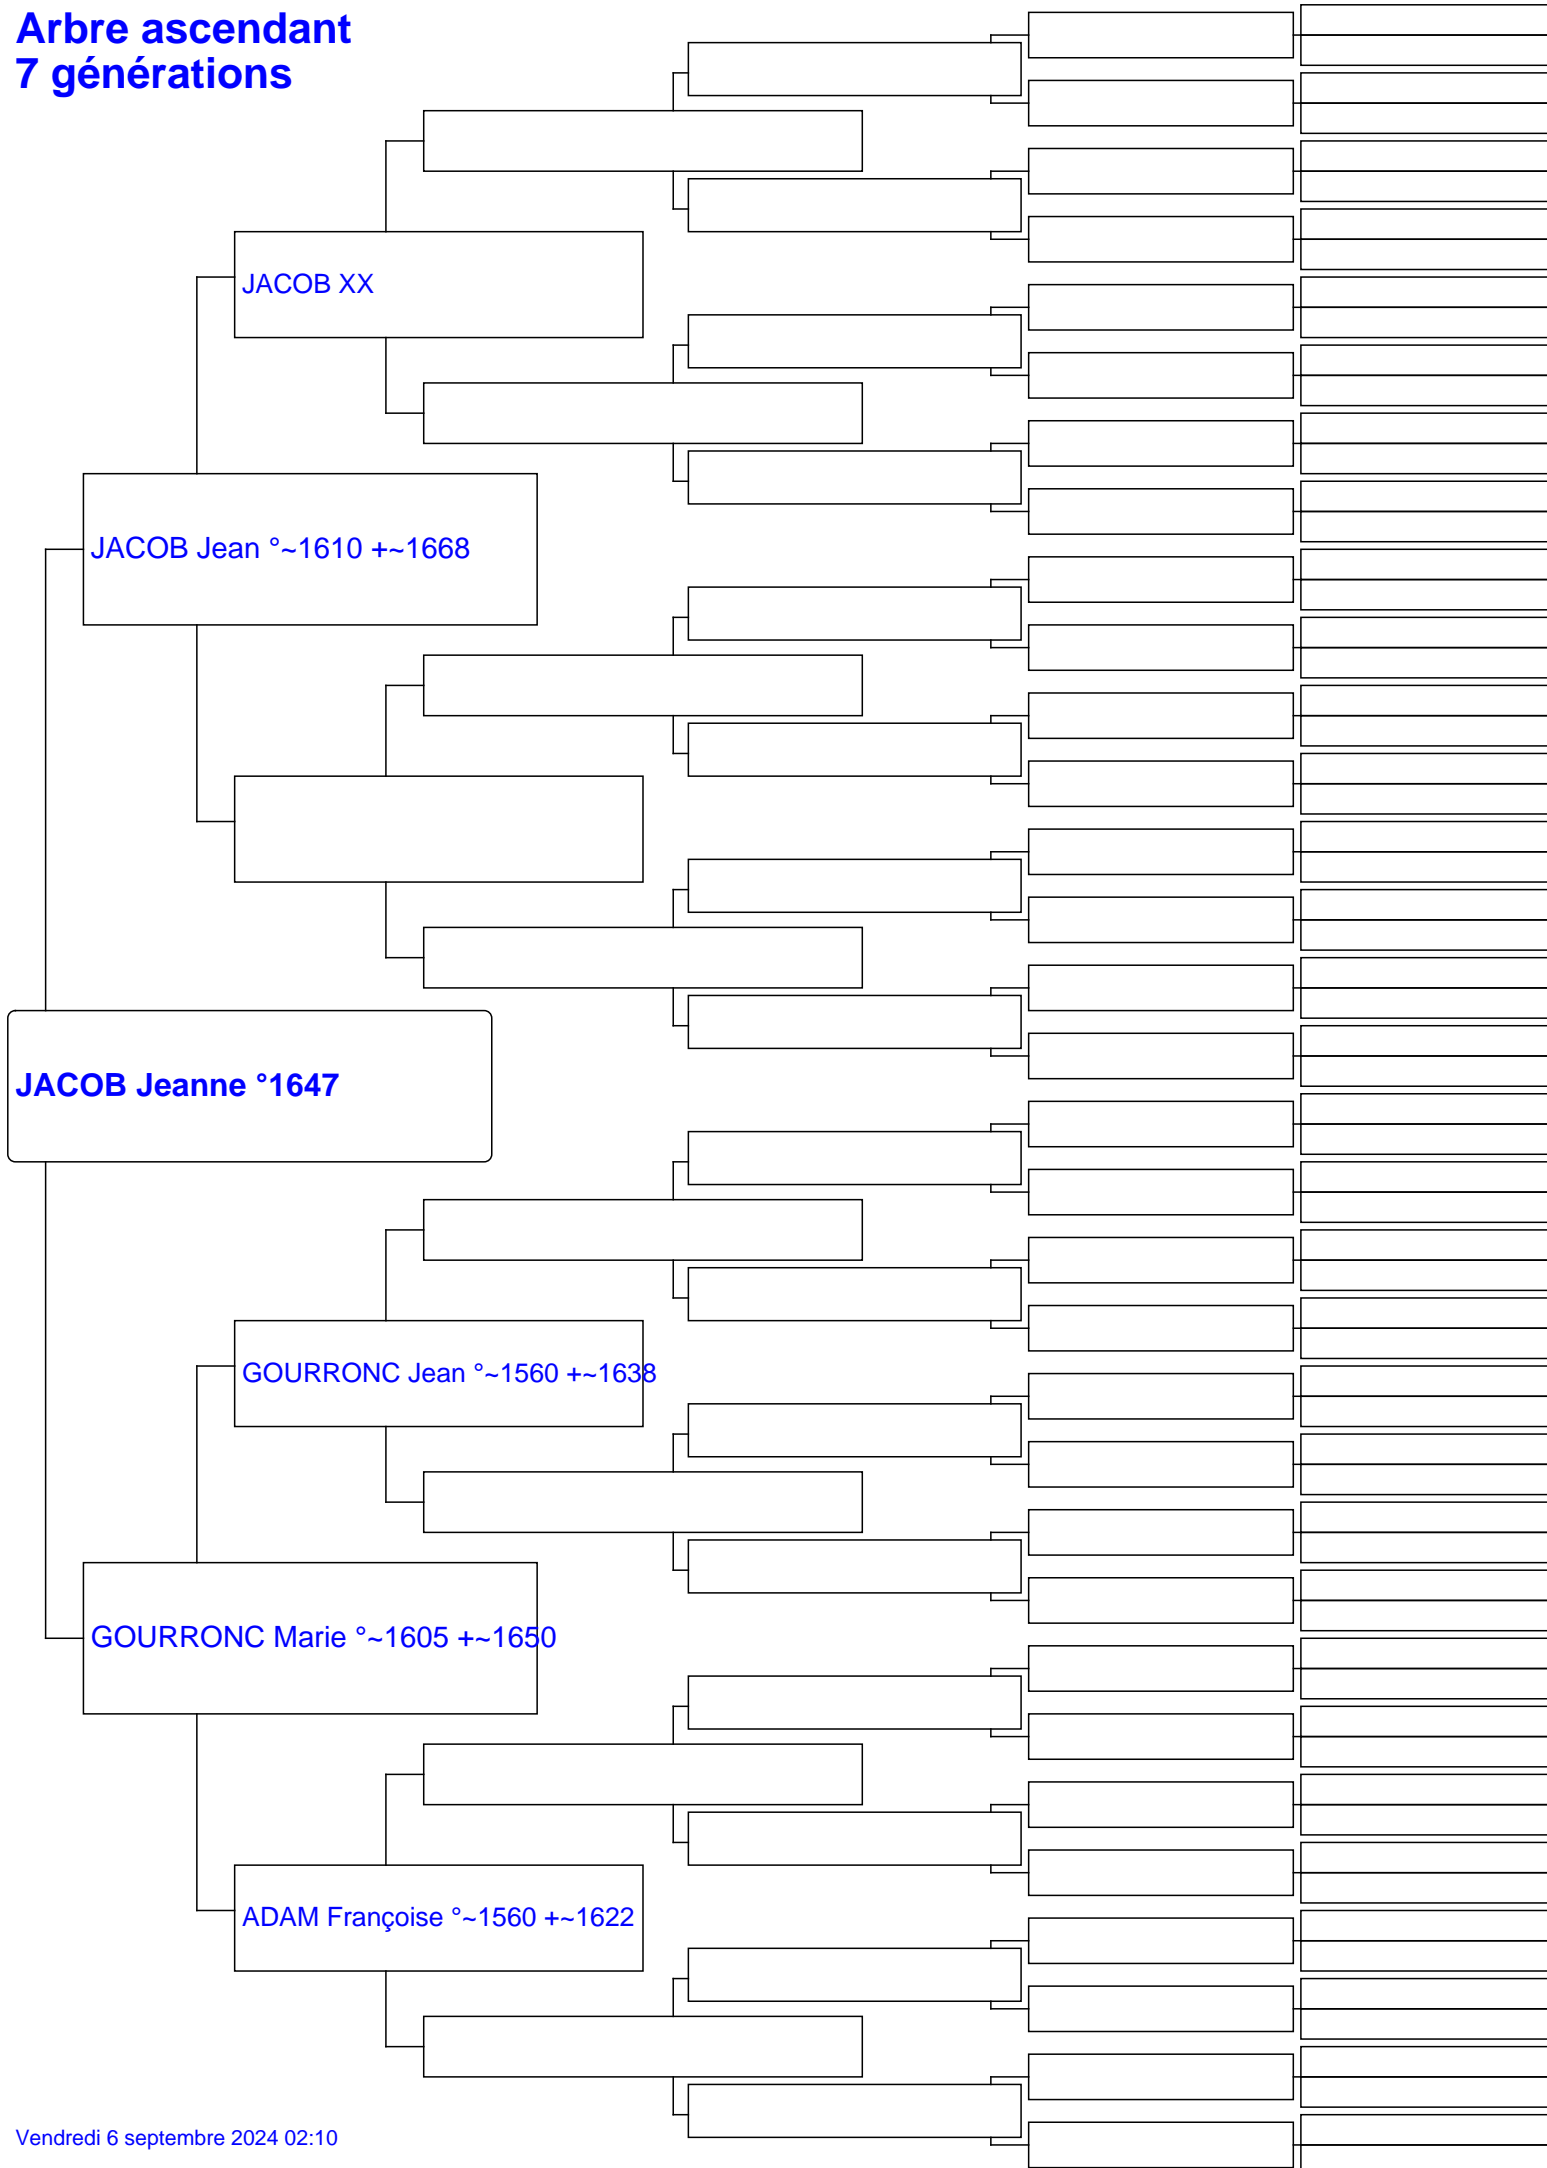 Arbre ascendant
7 générations
JACOB XX
JACOB Jean °~1610 +~1668
JACOB Jeanne °1647
GOURRONC Jean °~1560 +~1638
GOURRONC Marie °~1605 +~1650
ADAM Françoise °~1560 +~1622
Vendredi 6 septembre 2024 02:10